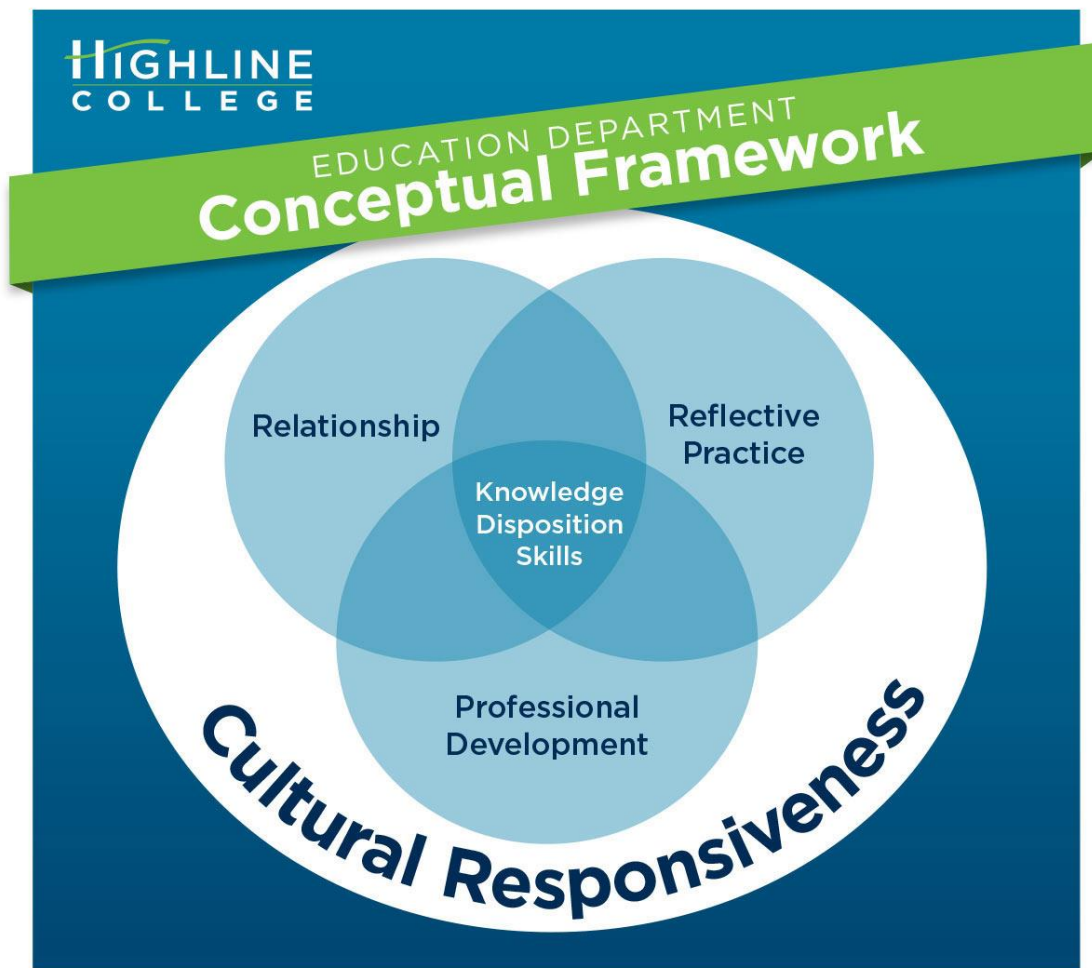 HIGHLINE
COLLEGE
EDUCATION DEPARTMENT
Conceptual Framework
Relationship
Reflective
Practice
Knowledge
Disposition
Skills
Professional
Development
Cultural Responsiveness